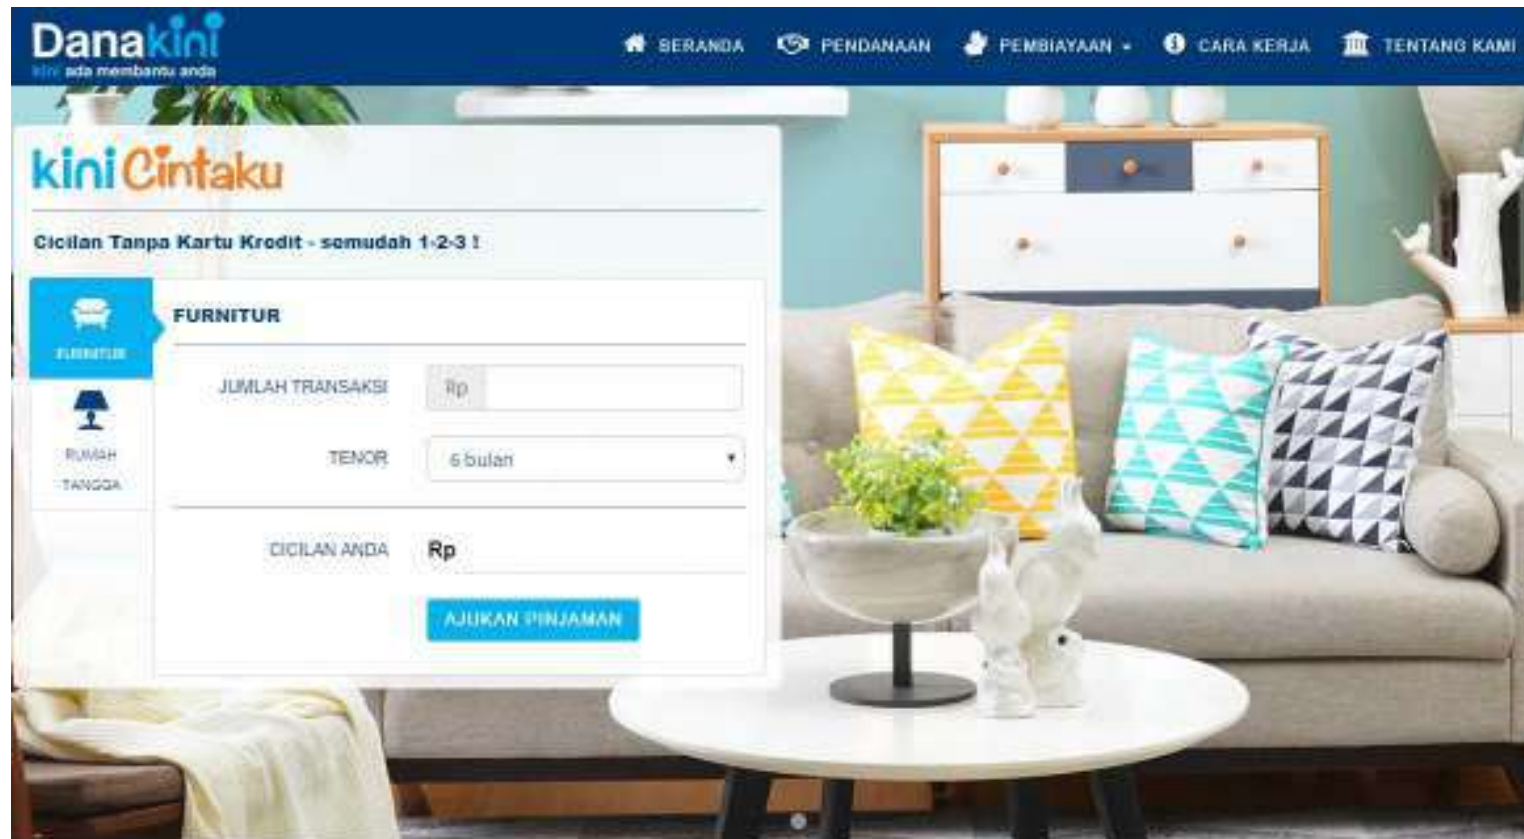 Danakini
kini ada membantu anda
BERANDA
PENDANAAN
PEMBIAYAAN
CARA KERJA
TENTANG KAMI
kini Cintaku
Cicilan Tanpa Kartu Kredit - semudah 1-2-3 !
FURNITUR
RUMAH
TANGGA
FURNITUR
JUMLAH TRANSAKSI
Rp
TENOR
6 bulan
CICILAN ANDA
Rp
AJUKAN PINJAMAN